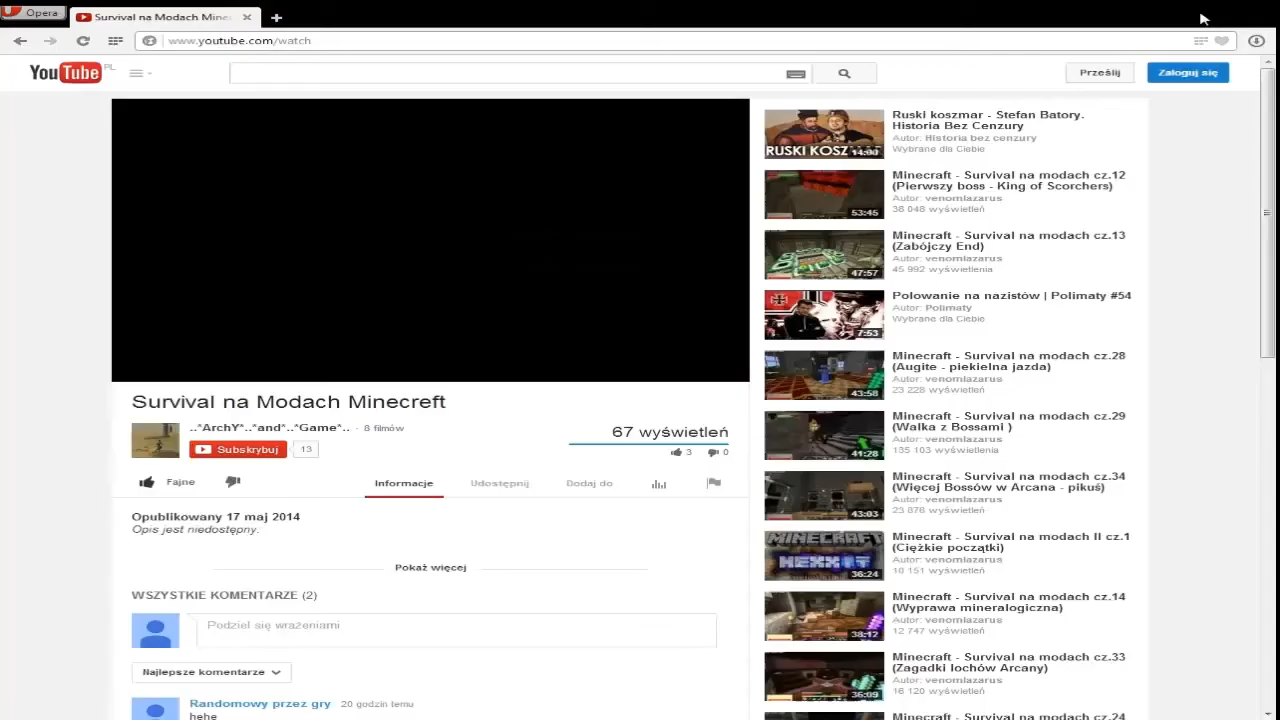 Opera
Survival na Modach Mine
www.youtube.com/watch
YouTube PL
Prześlij
Zaloguj się
Survival na Modach Minecreft
..*ArchY*..*and*..*Game*.. · 8 filmów
Subskrybuj 13
67 wyświetleń
3 0
Fajne
Informacje
Udostępnij
Dodaj do
Opublikowany 17 maj 2014
Opis jest niedostępny.
Pokaż więcej
WSZYSTKIE KOMENTARZE (2)
Podziel się wrażeniami
Najlepsze komentarze
Randomowy przez gry 20 godzin temu
hehe
RUSKI KOSZ
14:00
Ruski koszmar - Stefan Batory.
Historia Bez Cenzury
Autor: Historia bez cenzury
Wybrane dla Ciebie
53:45
Minecraft - Survival na modach cz.12
(Pierwszy boss - King of Scorchers)
Autor: venomlazarus
38 048 wyświetleń
47:57
Minecraft - Survival na modach cz.13
(Zabójczy End)
Autor: venomlazarus
45 992 wyświetlenia
7:53
Polowanie na nazistów | Polimaty #54
Autor: Polimaty
Wybrane dla Ciebie
43:58
Minecraft - Survival na modach cz.28
(Augite - piekielna jazda)
Autor: venomlazarus
23 228 wyświetleń
41:28
Minecraft - Survival na modach cz.29
(Walka z Bossami )
Autor: venomlazarus
135 103 wyświetlenia
43:03
Minecraft - Survival na modach cz.34
(Więcej Bossów w Arcana - pikuś)
Autor: venomlazarus
23 876 wyświetleń
MINECRAFT
HEXXIT
36:24
Minecraft - Survival na modach II cz.1
(Ciężkie początki)
Autor: venomlazarus
10 151 wyświetleń
38:12
Minecraft - Survival na modach cz.14
(Wyprawa mineralogiczna)
Autor: venomlazarus
12 747 wyświetleń
36:09
Minecraft - Survival na modach cz.33
(Zagadki lochów Arcany)
Autor: venomlazarus
16 120 wyświetleń
Minecraft - Survival na modach cz.24